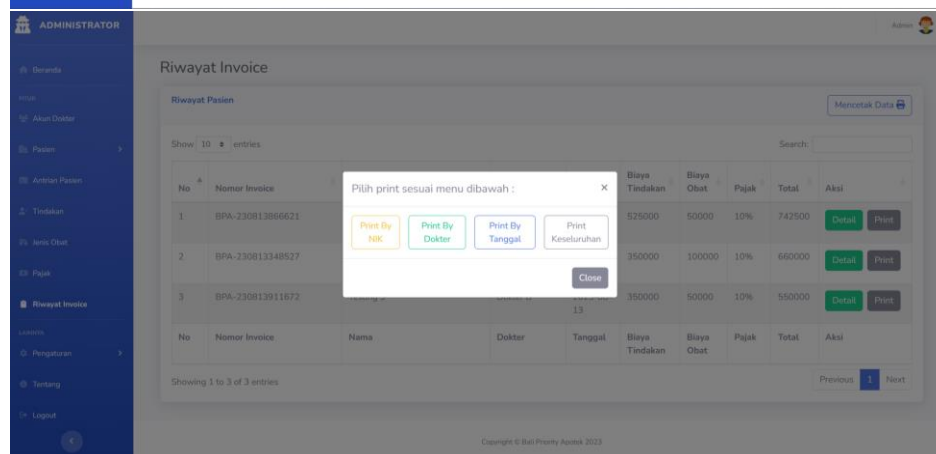 ADMINISTRATOR
Admin
Beranda
Akun Dokter
Pasien
Antrian Pasien
Tindakan
Jenis Obat
Pajak
Riwayat Invoice
Pengaturan
Tentang
Logout
Riwayat Invoice
Riwayat Pasien
Mencetak Data
Show 10 entries
Search:
No Nomor Invoice Biaya Tindakan Biaya Obat Pajak Total Aksi
1 BPA-230813866621 525000 50000 10% 742500 Detail Print
2 BPA-230813348527 350000 100000 10% 660000 Detail Print
3 BPA-230813911672 350000 50000 10% 550000 Detail Print
13
No Nomor Invoice Nama Dokter Tanggal Biaya Tindakan Biaya Obat Pajak Total Aksi
Showing 1 to 3 of 3 entries
Previous 1 Next
Pilih print sesuai menu dibawah :
×
Print By NIK
Print By Dokter
Print By Tanggal
Print Keseluruhan
Close
Copyright © Bali Priority Apotek 2023